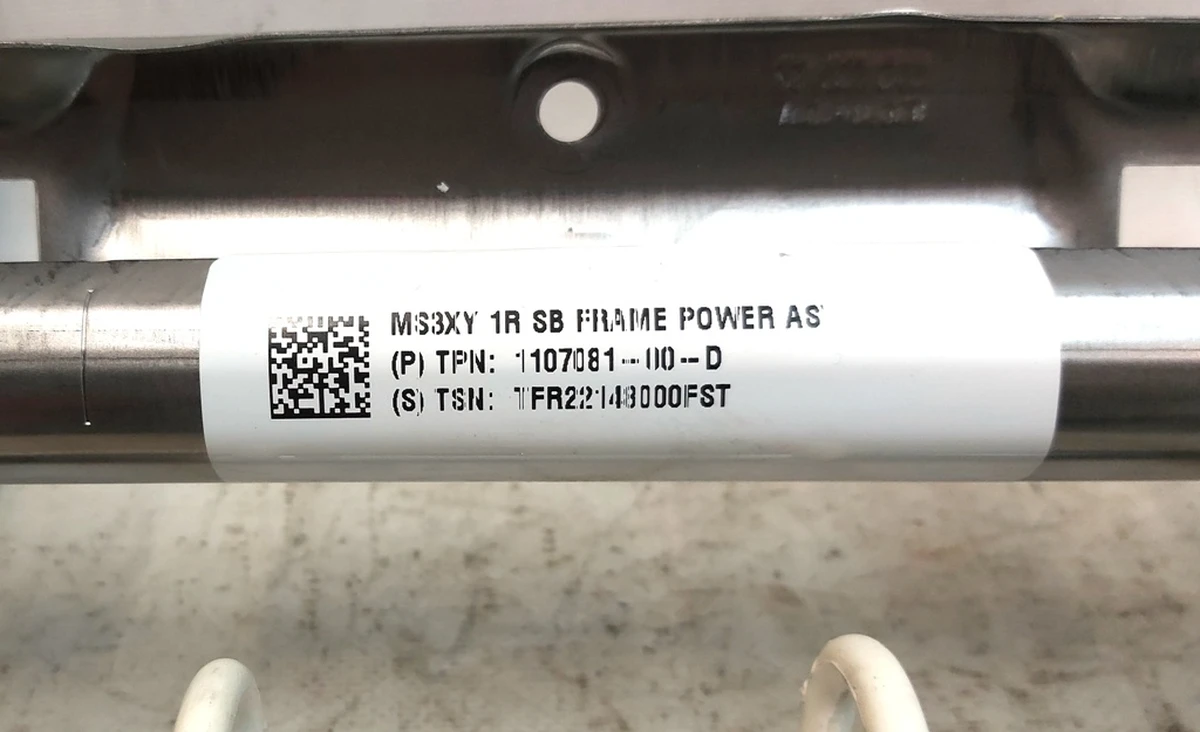 MS3XY 1R SB FRAME POWER AS
(P) TPN: 1107081-00-D
(S) TSN: TFR22148000FST